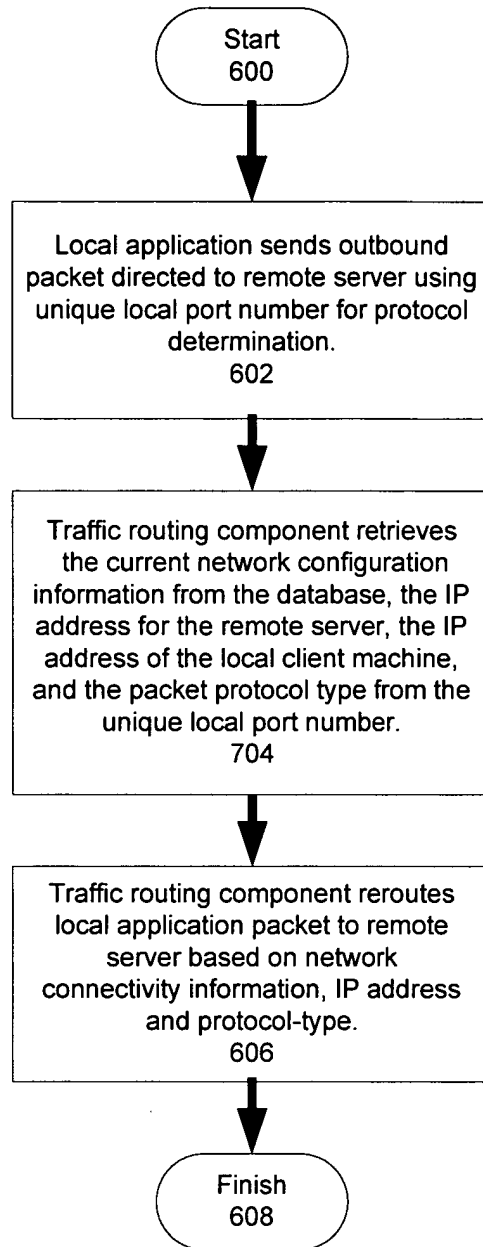 Start
600
Local application sends outbound
packet directed to remote server using
unique local port number for protocol
determination.
602
Traffic routing component retrieves
the current network configuration
information from the database, the IP
address for the remote server, the IP
address of the local client machine,
and the packet protocol type from the
unique local port number.
704
Traffic routing component reroutes
local application packet to remote
server based on network
connectivity information, IP address
and protocol-type.
606
Finish
608